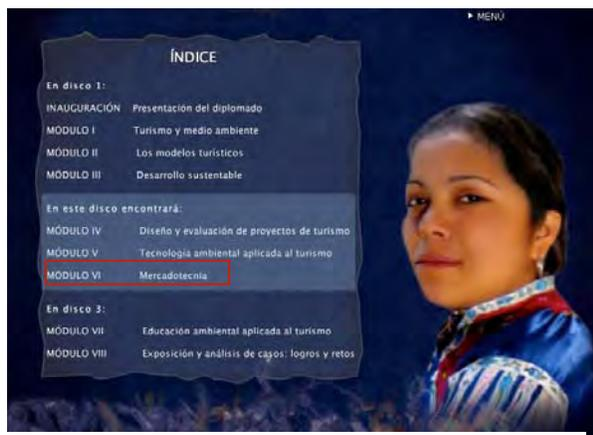 ► MENÚ
ÍNDICE
En disco 1:
INAUGURACIÓN Presentación del diplomado
MÓDULO I Turismo y medio ambiente
MÓDULO II Los modelos turísticos
MÓDULO III Desarrollo sustentable
En este disco encontrará:
MÓDULO IV Diseño y evaluación de proyectos de turismo
MÓDULO V Tecnología ambiental aplicada al turismo
MÓDULO VI Mercadotecnia
En disco 3:
MÓDULO VII Educación ambiental aplicada al turismo
MÓDULO VIII Exposición y análisis de casos: logros y retos